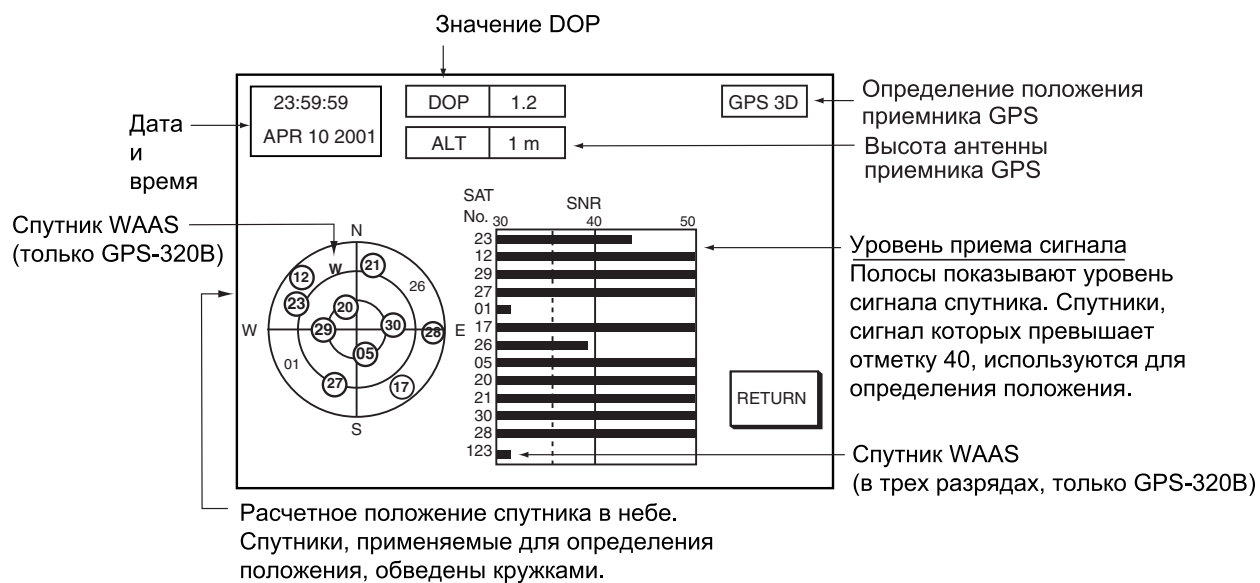 Значение DOP
23:59:59
APR 10 2001
DOP 1.2
ALT 1 m
GPS 3D
Определение положения
приемника GPS
Высота антенны
приемника GPS
Дата
и
время
Спутник WAAS
(только GPS-320B)
N
W
E
S
12
W
21
26
23
20
29
30
28
05
01
27
17
SAT
No.
SNR
30 40 50
23
12
29
27
01
17
26
05
20
21
30
28
123
RETURN
Уровень приема сигнала
Полосы показывают уровень
сигнала спутника. Спутники,
сигнал которых превышает
отметку 40, используются для
определения положения.
Спутник WAAS
(в трех разрядах, только GPS-320B)
Расчетное положение спутника в небе.
Спутники, применяемые для определения
положения, обведены кружками.